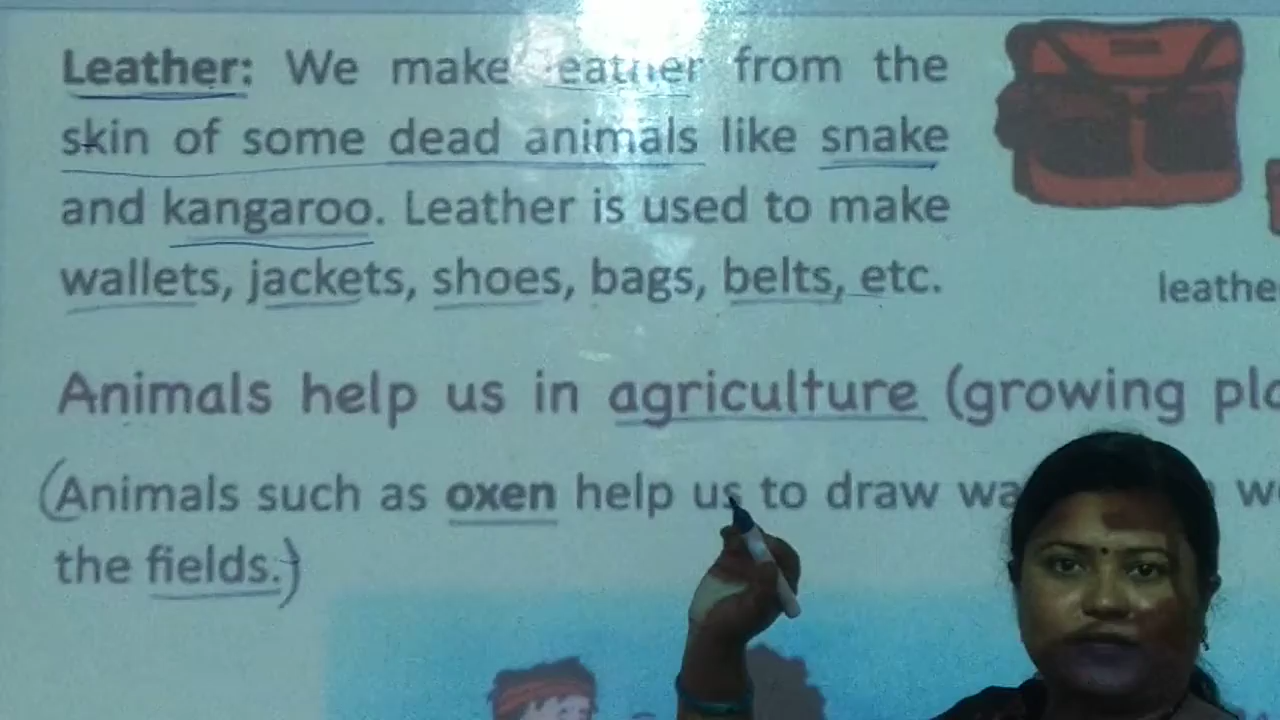 Leather: We make leather from the
skin of some dead animals like snake
and kangaroo. Leather is used to make
wallets, jackets, shoes, bags, belts, etc.
leathe
Animals help us in agriculture (growing pla
(Animals such as oxen help us to draw
the fields.)